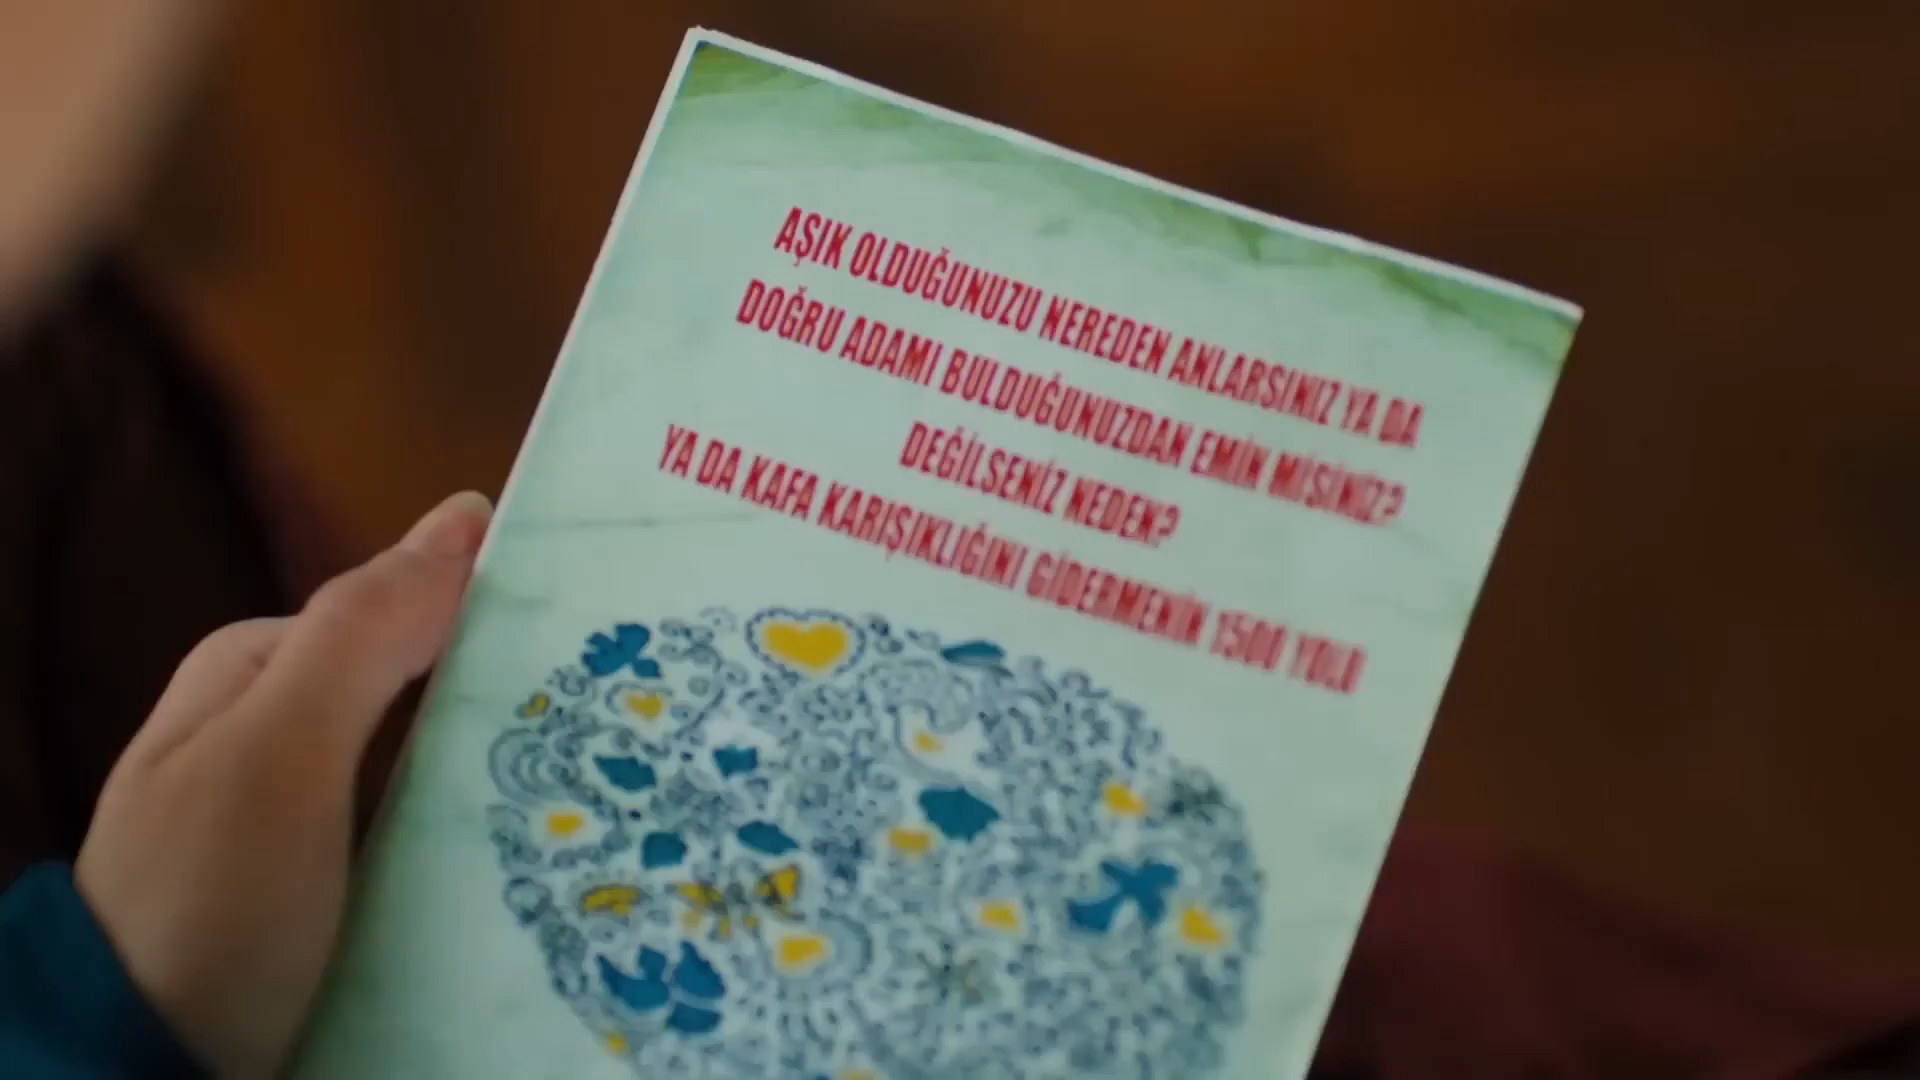 AŞIK OLDUĞUNUZU NEREDEN ANLARSINIZ YA DA
DOĞRU ADAMI BULDUĞUNUZDAN EMİN MİSİNİZ?
DEĞİLSENİZ NEDEN?
YA DA KAFA KARIŞIKLIĞINI GİDERMENİN 1500 YOLU